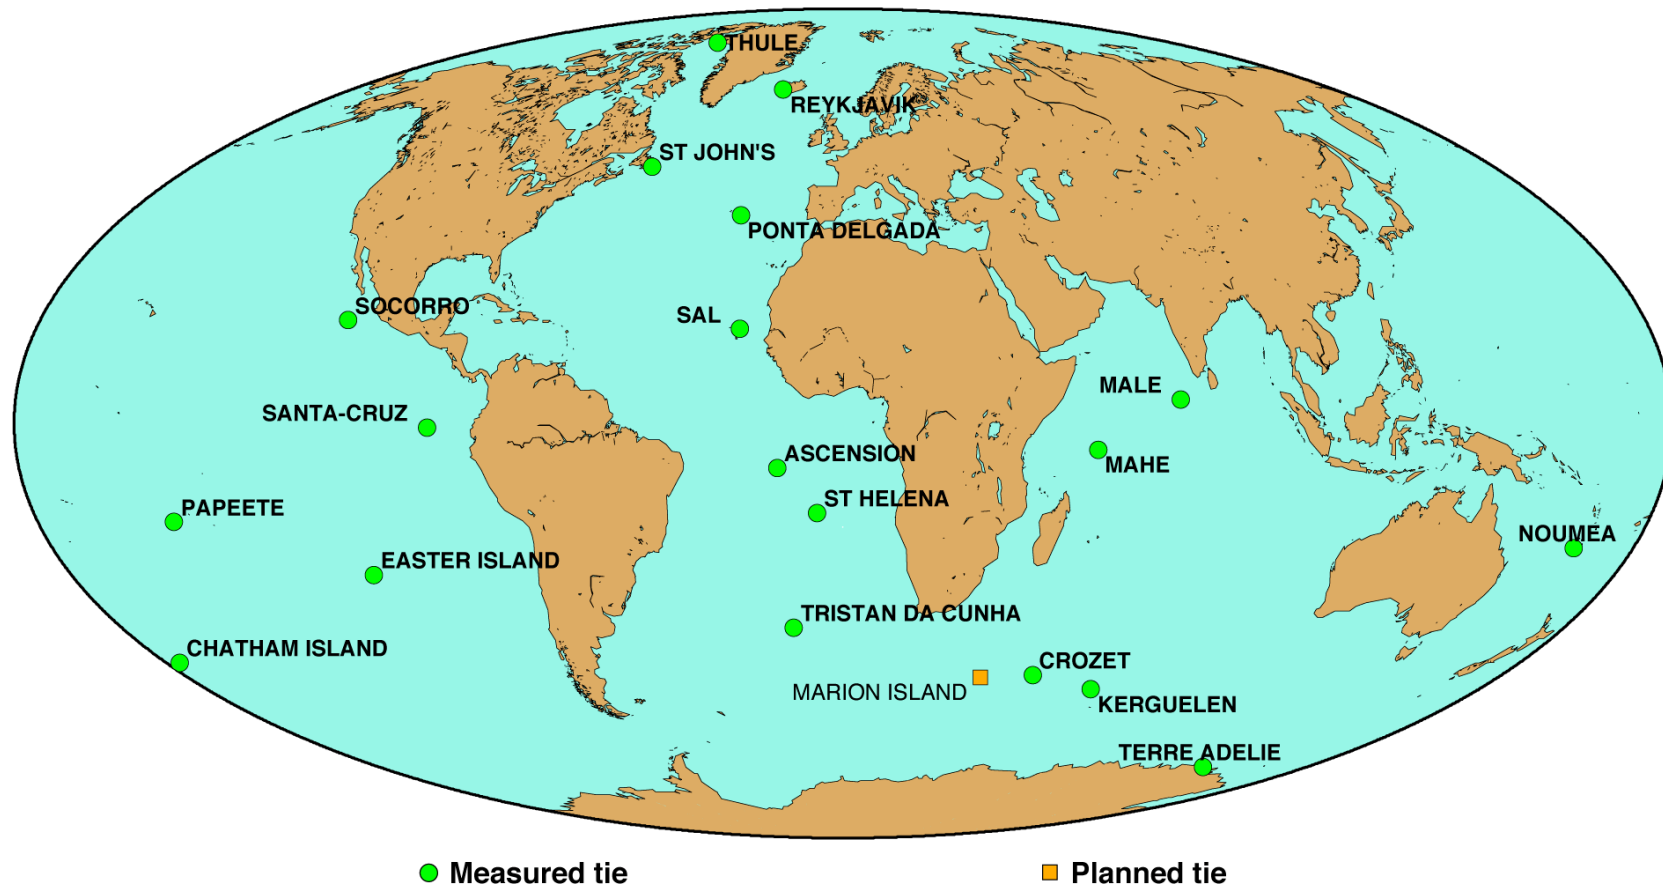 THULE
REYKJAVIK
ST JOHN'S
PONTA DELGADA
SOCORRO
SAL
MALE
SANTA-CRUZ
ASCENSION
MAHE
ST HELENA
PAPEETE
NOUMEA
EASTER ISLAND
TRISTAN DA CUNHA
CHATHAM ISLAND
CROZET
MARION ISLAND
KERGUELEN
TERRE ADELIE
Measured tie
Planned tie